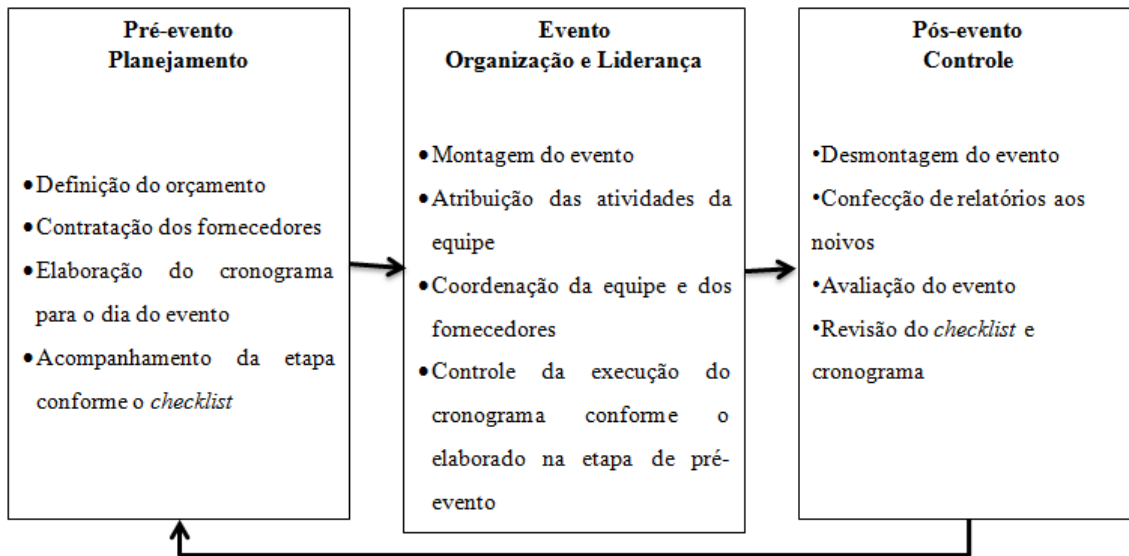 Pré-evento
Planejamento
•Definição do orçamento
•Contratação dos fornecedores
•Elaboração do cronograma
para o dia do evento
•Acompanhamento da etapa
conforme o checklist
Evento
Organização e Liderança
•Montagem do evento
•Atribuição das atividades da
equipe
•Coordenação da equipe e dos
fornecedores
•Controle da execução do
cronograma conforme o
elaborado na etapa de pré-
evento
Pós-evento
Controle
•Desmontagem do evento
•Confecção de relatórios aos
noivos
•Avaliação do evento
•Revisão do checklist e
cronograma